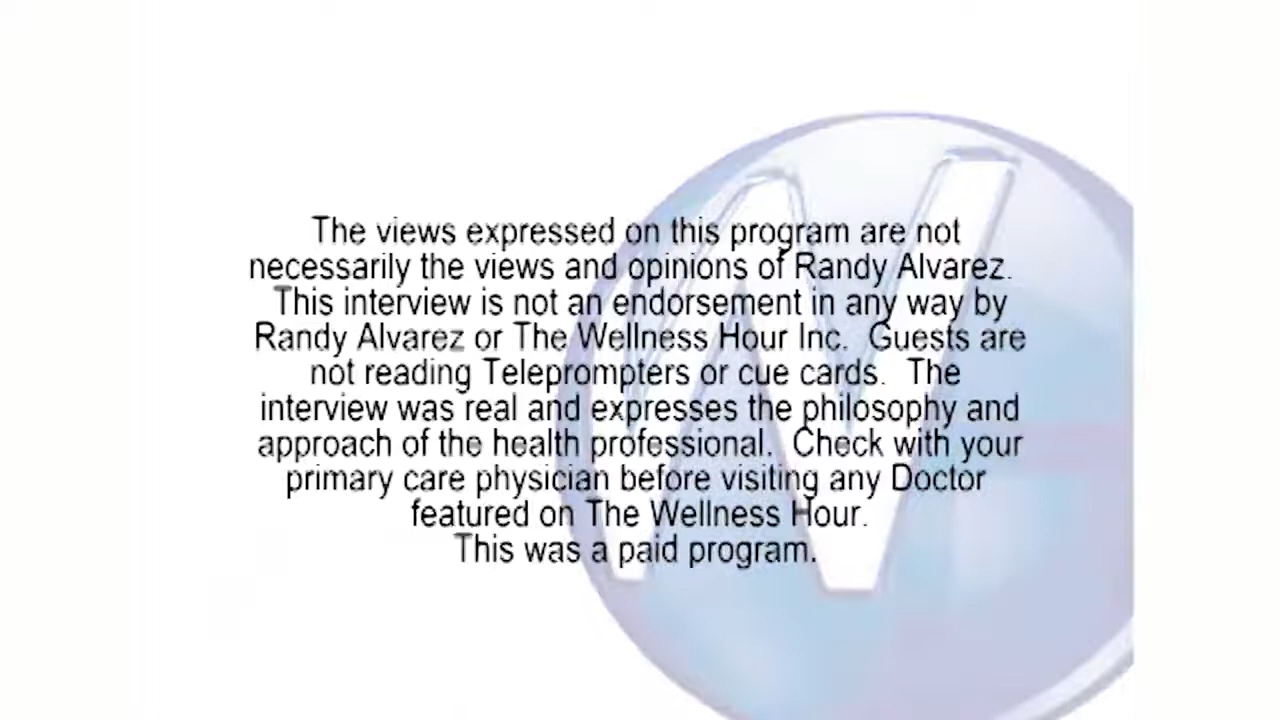 The views expressed on this program are not
necessarily the views and opinions of Randy Alvarez.
This interview is not an endorsement in any way by
Randy Alvarez or The Wellness Hour Inc.  Guests are
not reading Teleprompters or cue cards.  The
interview was real and expresses the philosophy and
approach of the health professional.  Check with your
primary care physician before visiting any Doctor
featured on The Wellness Hour.
This was a paid program.